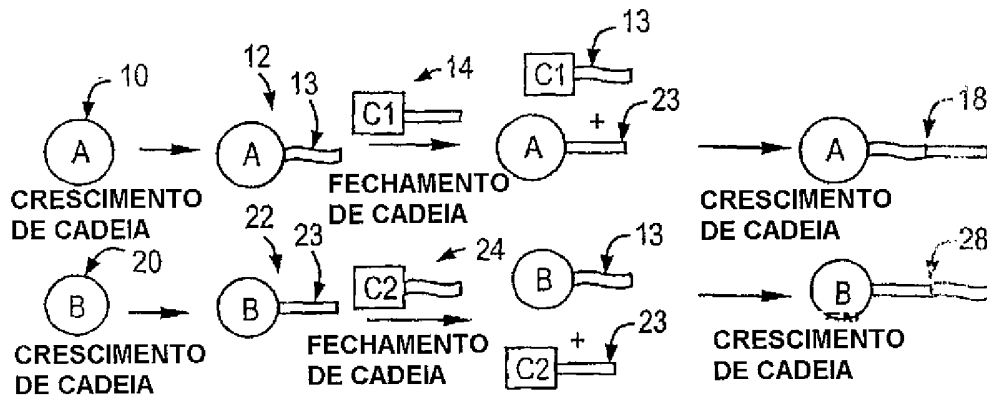 10
12
13
14
13
23
18
C1
C1
+
A
A
A
A
CRESCIMENTO
DE CADEIA
FECHAMENTO
DE CADEIA
CRESCIMENTO
DE CADEIA
20
22
23
24
13
23
28
C2
B
B
B
B
+
C2
CRESCIMENTO
DE CADEIA
FECHAMENTO
DE CADEIA
CRESCIMENTO
DE CADEIA